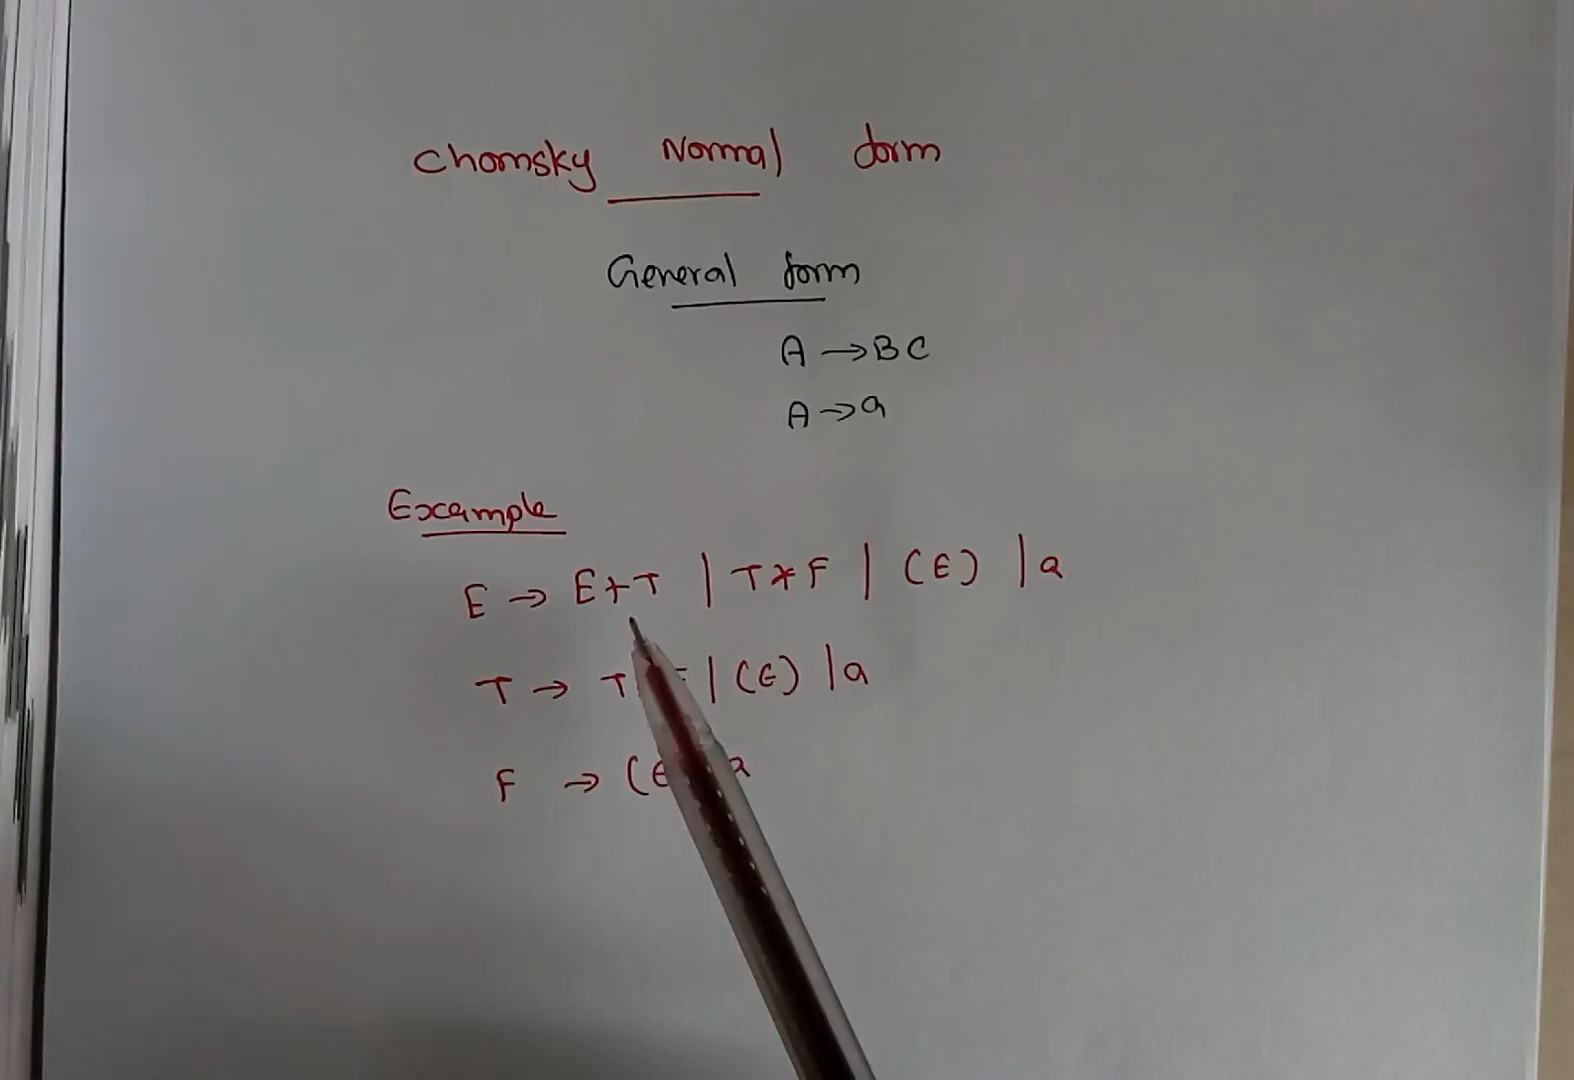 Chomsky Normal form
General form
A → BC
A → a
Example
E → E+T | T*F | (E) | a
T → T | (E) | a
F → (E a